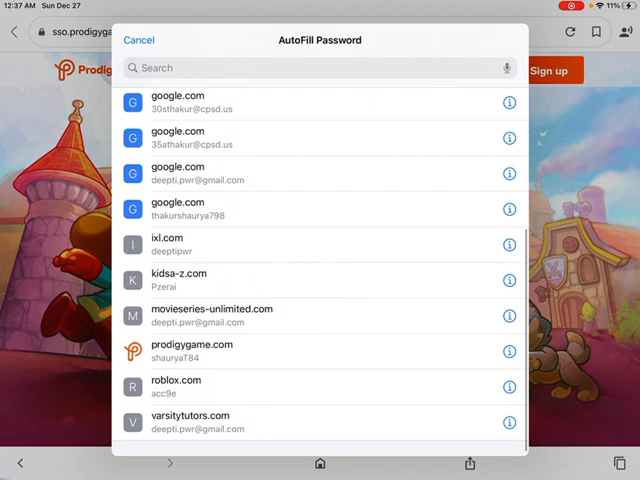 12:37 AM Sun Dec 27
11%
sso.prodigyga
Cancel
AutoFill Password
Search
Prodig
Sign up
G
google.com
30sthakur@cpsd.us
G
google.com
35athakur@cpsd.us
G
google.com
deepti.pwr@gmail.com
G
google.com
thakurshaurya798
I
ixl.com
deeptipwr
K
kidsa-z.com
Pzerai
M
movieseries-unlimited.com
deepti.pwr@gmail.com
prodigygame.com
shauryaT84
R
roblox.com
acc9e
V
varsitytutors.com
deepti.pwr@gmail.com